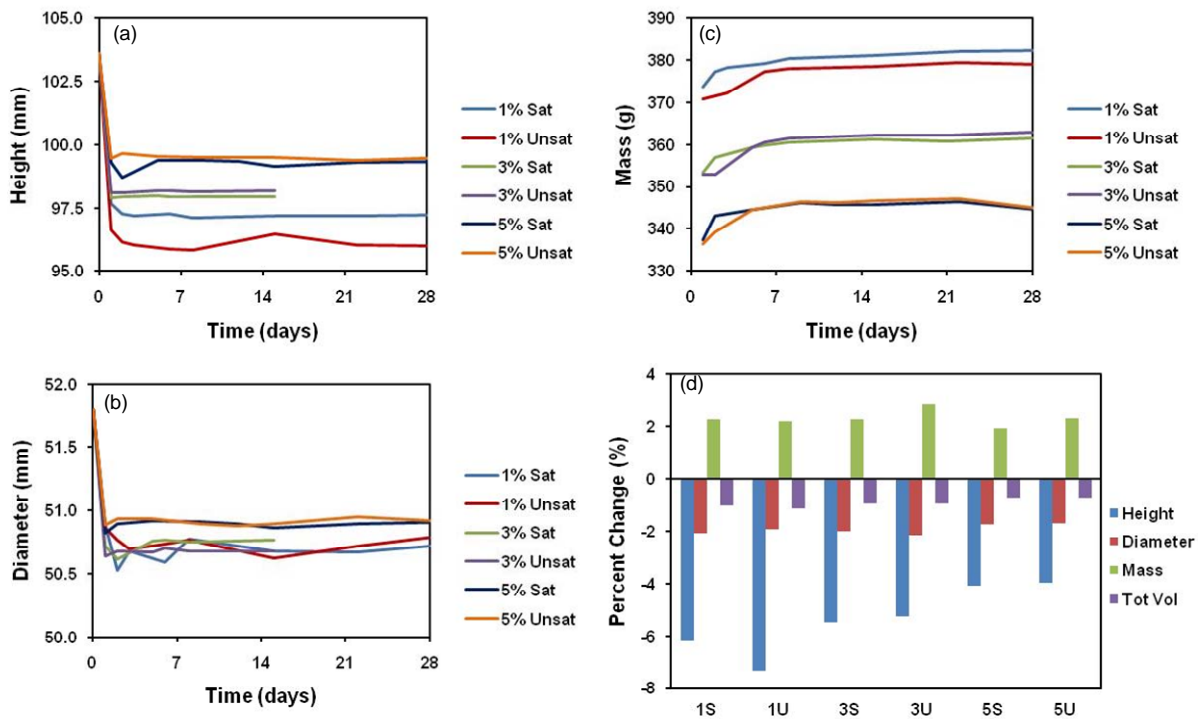 (a)
Height (mm)
105.0
102.5
100.0
97.5
95.0
0 7 14 21 28
Time (days)
1% Sat
1% Unsat
3% Sat
3% Unsat
5% Sat
5% Unsat
(c)
Mass (g)
390
380
370
360
350
340
330
0 7 14 21 28
Time (days)
1% Sat
1% Unsat
3% Sat
3% Unsat
5% Sat
5% Unsat
(b)
Diameter (mm)
52.0
51.5
51.0
50.5
50.0
0 7 14 21 28
Time (days)
1% Sat
1% Unsat
3% Sat
3% Unsat
5% Sat
5% Unsat
(d)
Percent Change (%)
4
2
0
-2
-4
-6
-8
1S 1U 3S 3U 5S 5U
Height
Diameter
Mass
Tot Vol